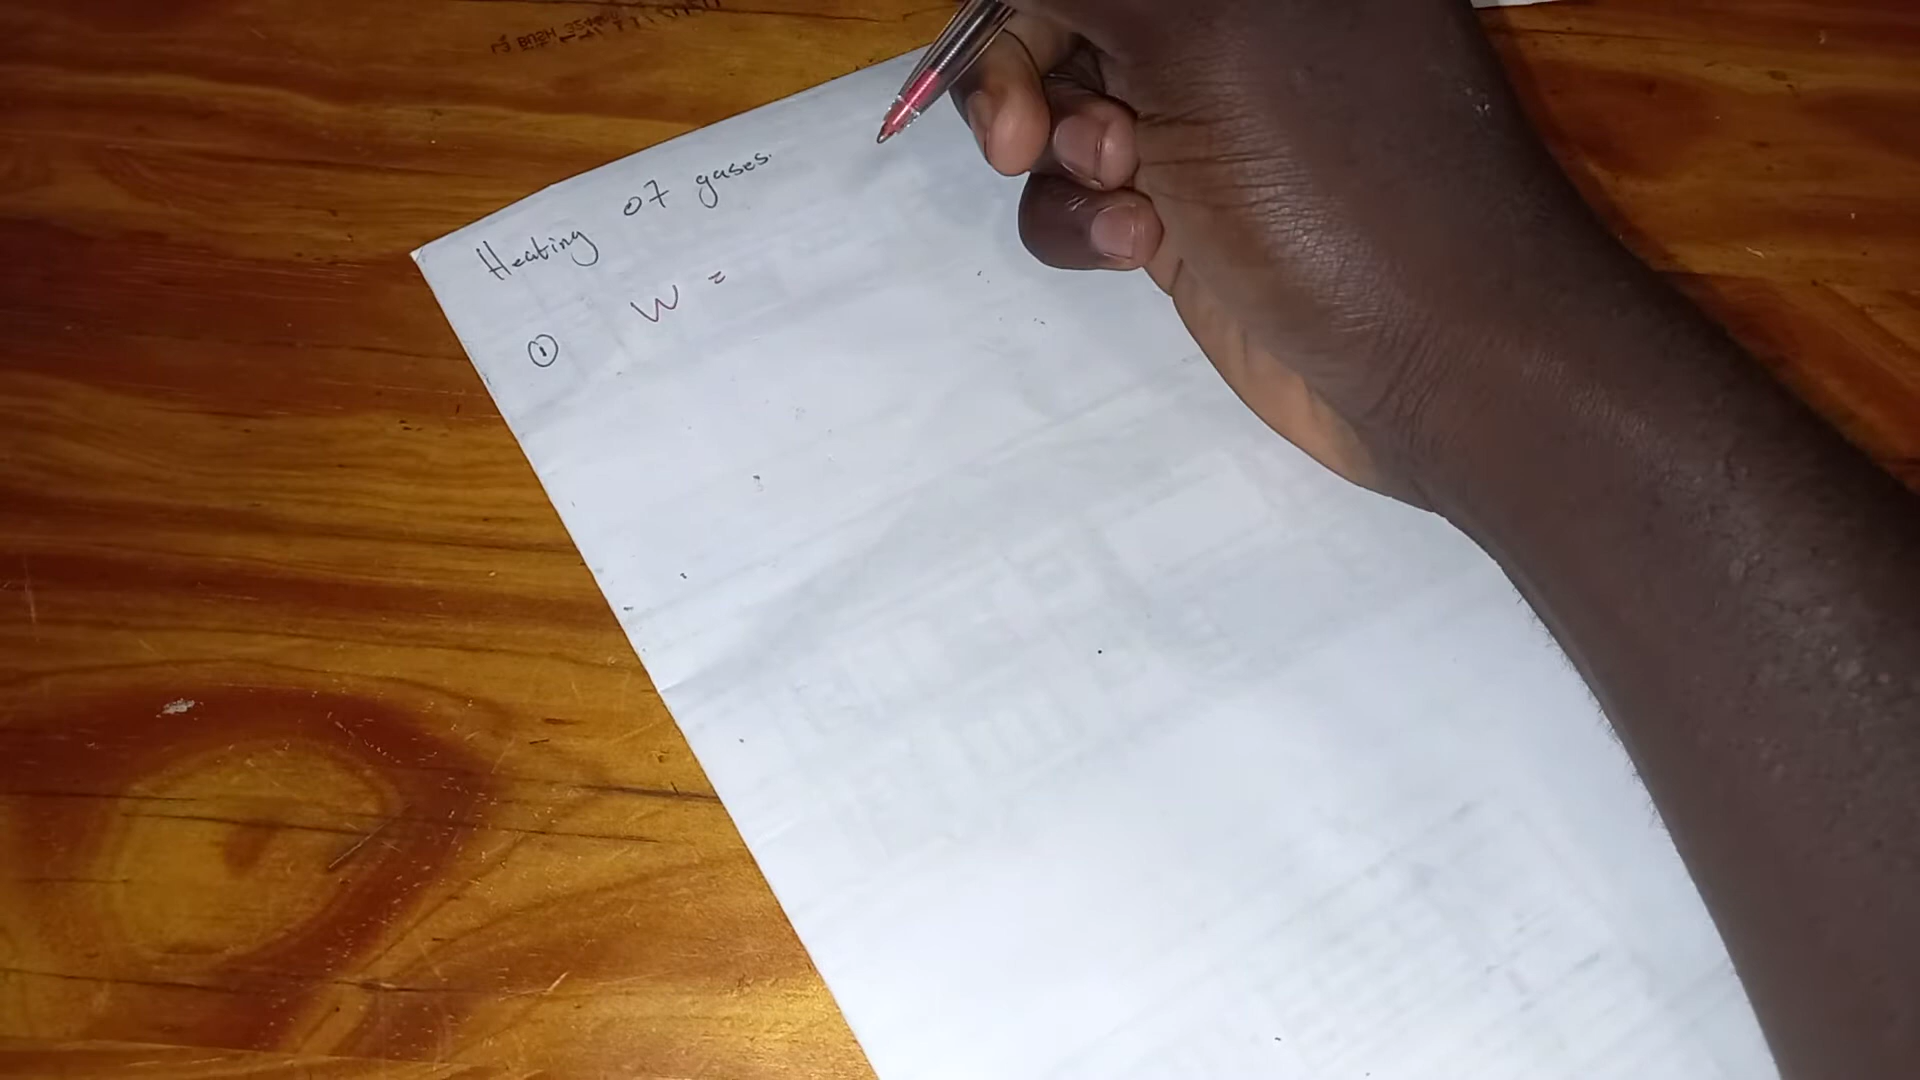 Heating of gases.
① W =